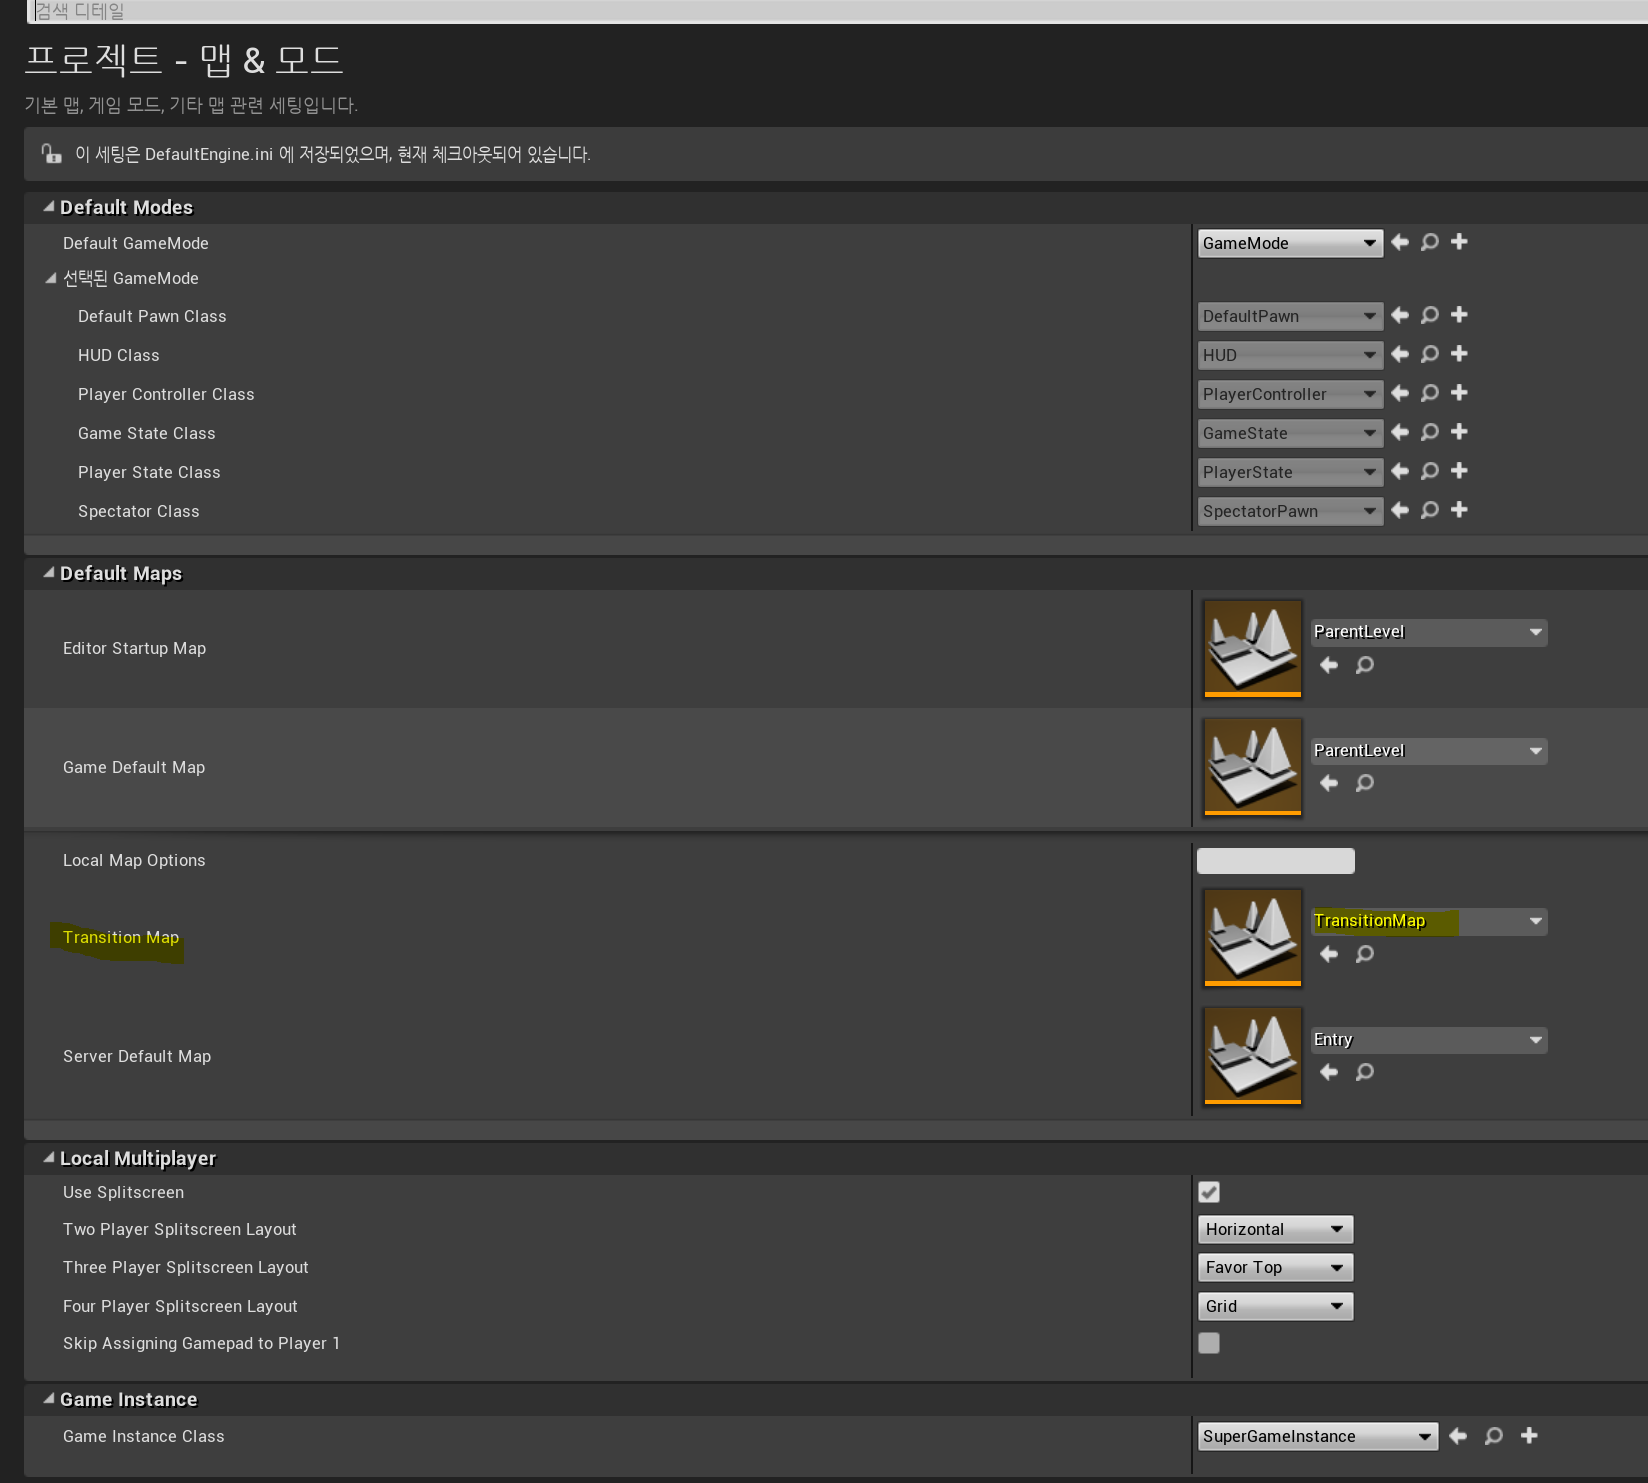 검색 디테일
프로젝트 - 맵 & 모드
기본 맵, 게임 모드, 기타 맵 관련 세팅입니다.
이 세팅은 DefaultEngine.ini 에 저장되었으며, 현재 체크아웃되어 있습니다.
Default Modes
Default GameMode GameMode
선택된 GameMode
Default Pawn Class DefaultPawn
HUD Class HUD
Player Controller Class PlayerController
Game State Class GameState
Player State Class PlayerState
Spectator Class SpectatorPawn
Default Maps
Editor Startup Map ParentLevel
Game Default Map ParentLevel
Local Map Options
Transition Map TransitionMap
Server Default Map Entry
Local Multiplayer
Use Splitscreen
Two Player Splitscreen Layout Horizontal
Three Player Splitscreen Layout Favor Top
Four Player Splitscreen Layout Grid
Skip Assigning Gamepad to Player 1
Game Instance
Game Instance Class SuperGameInstance